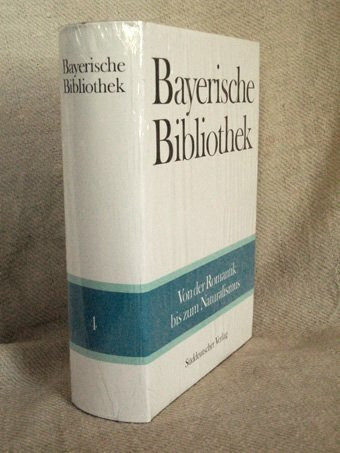 Bayerische
Bibliothek
4
Bayerische
Bibliothek
Von der Romantik
bis zum Naturalismus
Süddeutscher Verlag